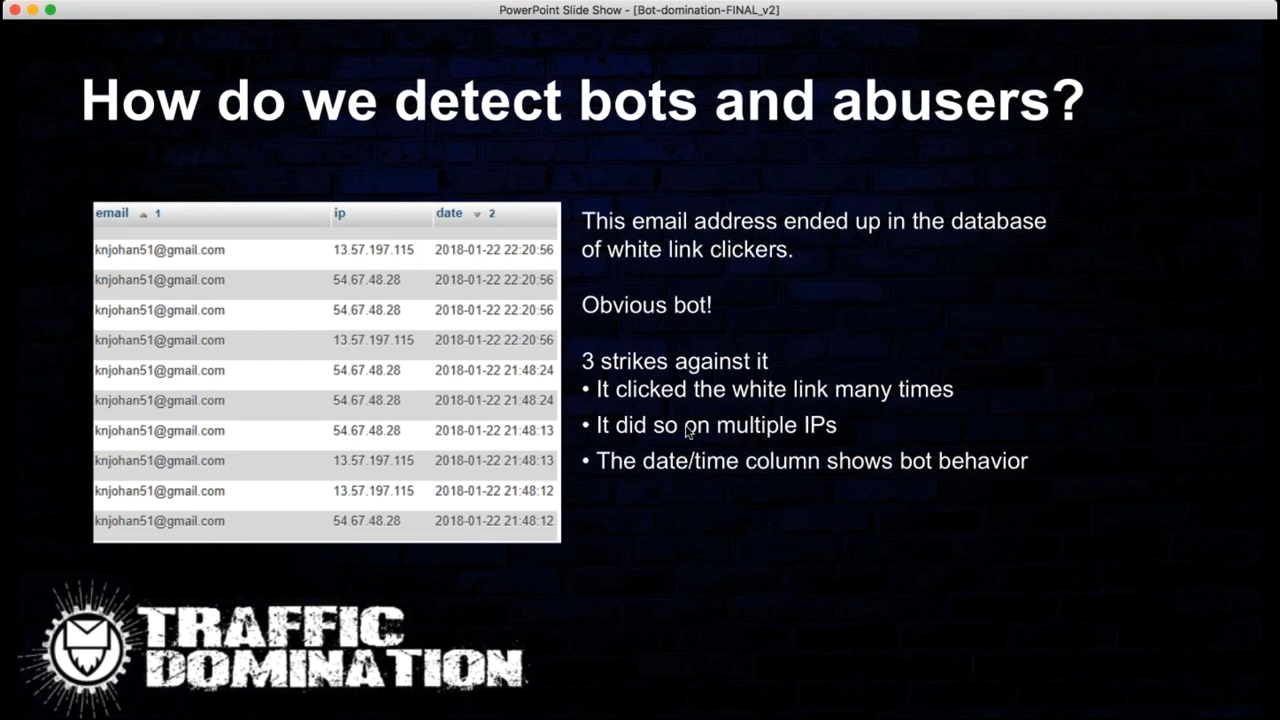 PowerPoint Slide Show - [Bot-domination-FINAL_v2]
How do we detect bots and abusers?
email 1 ip date 2
knjohan51@gmail.com 13.57.197.115 2018-01-22 22:20:56
knjohan51@gmail.com 54.67.48.28 2018-01-22 22:20:56
knjohan51@gmail.com 54.67.48.28 2018-01-22 22:20:56
knjohan51@gmail.com 13.57.197.115 2018-01-22 22:20:56
knjohan51@gmail.com 54.67.48.28 2018-01-22 21:48:24
knjohan51@gmail.com 54.67.48.28 2018-01-22 21:48:24
knjohan51@gmail.com 54.67.48.28 2018-01-22 21:48:13
knjohan51@gmail.com 13.57.197.115 2018-01-22 21:48:13
knjohan51@gmail.com 13.57.197.115 2018-01-22 21:48:12
knjohan51@gmail.com 54.67.48.28 2018-01-22 21:48:12
This email address ended up in the database
of white link clickers.
Obvious bot!
3 strikes against it
• It clicked the white link many times
• It did so on multiple IPs
• The date/time column shows bot behavior
TRAFFIC
DOMINATION